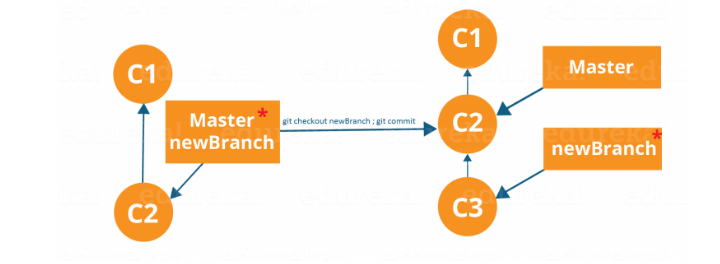 C1
C2
Master*
newBranch
git checkout newBranch ; git commit
C1
C2
C3
Master
newBranch*